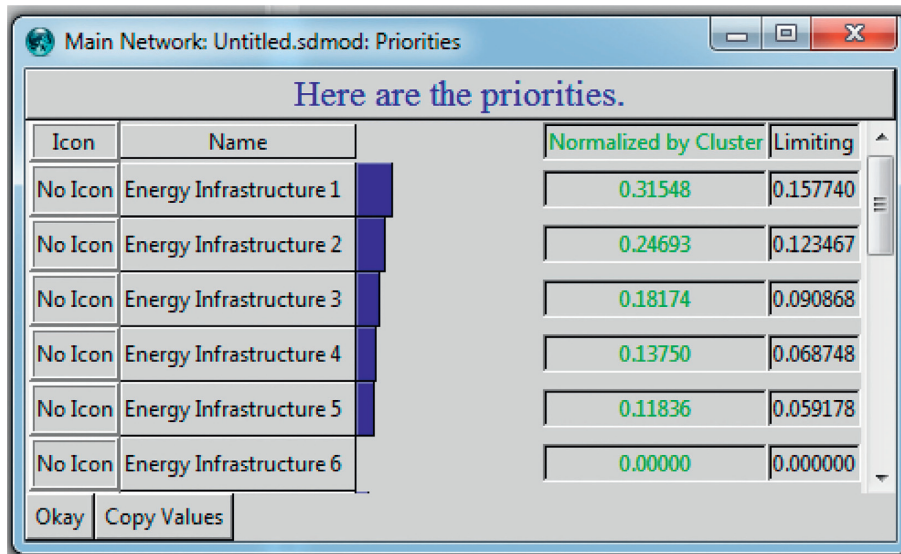 Main Network: Untitled.sdmod: Priorities
Here are the priorities.
Icon Name Normalized by Cluster Limiting
No Icon Energy Infrastructure 1 0.31548 0.157740
No Icon Energy Infrastructure 2 0.24693 0.123467
No Icon Energy Infrastructure 3 0.18174 0.090868
No Icon Energy Infrastructure 4 0.13750 0.068748
No Icon Energy Infrastructure 5 0.11836 0.059178
No Icon Energy Infrastructure 6 0.00000 0.000000
Okay Copy Values